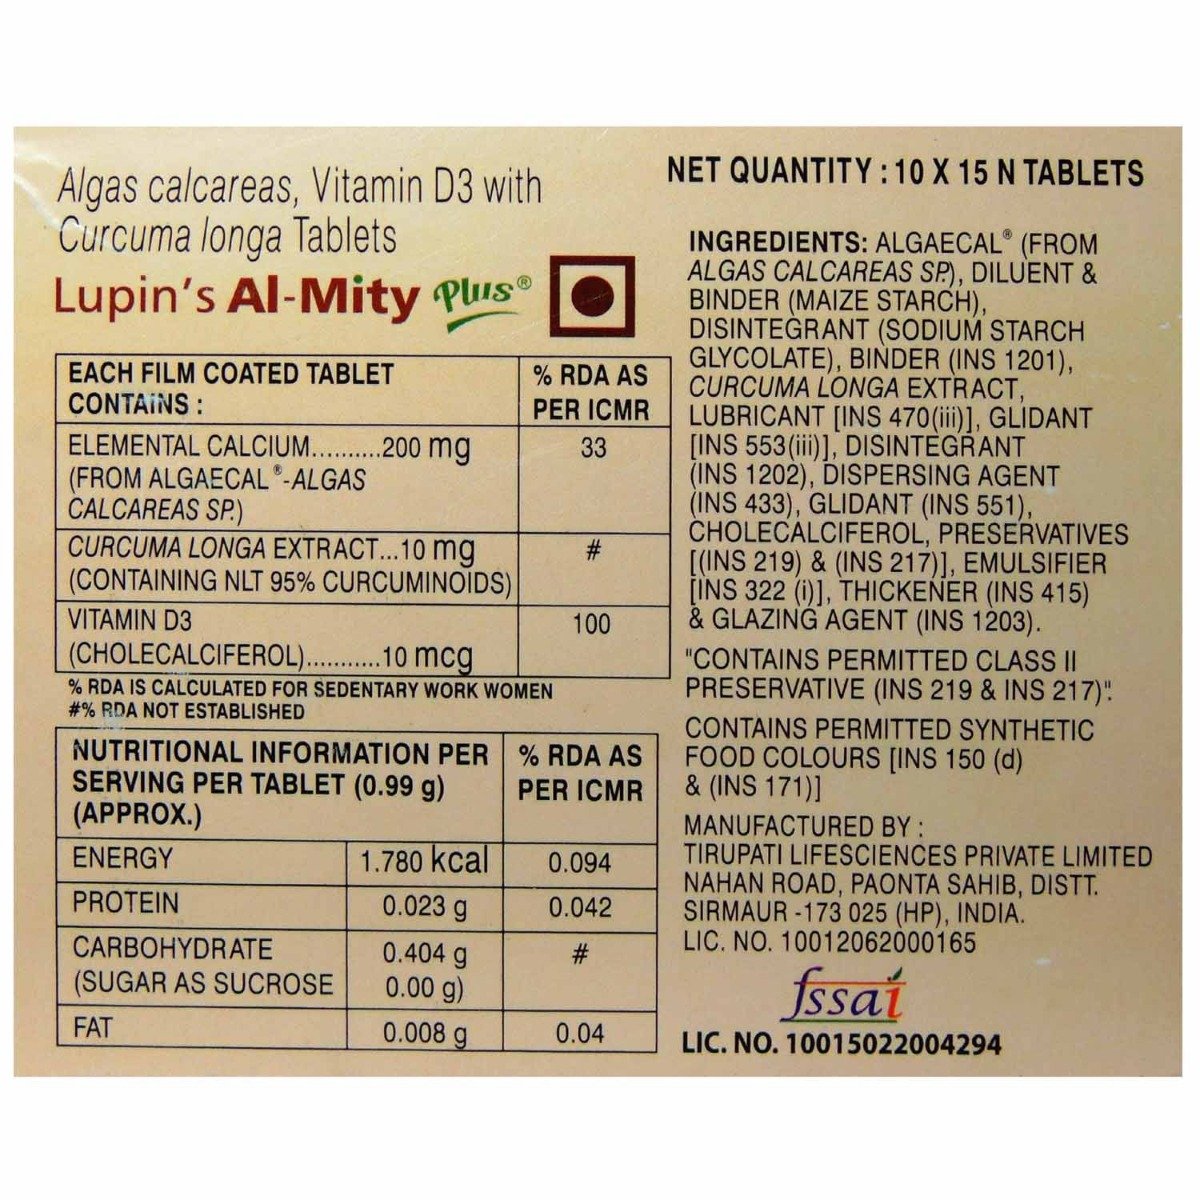 Algas calcareas, Vitamin D3 with
Curcuma longa Tablets
Lupin's Al-Mity Plus®
EACH FILM COATED TABLET
CONTAINS :
% RDA AS
PER ICMR
ELEMENTAL CALCIUM..........200 mg
(FROM ALGAECAL®-ALGAS
CALCAREAS SP.)
33
CURCUMA LONGA EXTRACT...10 mg
(CONTAINING NLT 95% CURCUMINOIDS)
#
VITAMIN D3
(CHOLECALCIFEROL)...........10 mcg
100
% RDA IS CALCULATED FOR SEDENTARY WORK WOMEN
#% RDA NOT ESTABLISHED
NUTRITIONAL INFORMATION PER
SERVING PER TABLET (0.99 g)
(APPROX.)
% RDA AS
PER ICMR
ENERGY 1.780 kcal 0.094
PROTEIN 0.023 g 0.042
CARBOHYDRATE 0.404 g #
(SUGAR AS SUCROSE 0.00 g)
FAT 0.008 g 0.04
NET QUANTITY : 10 X 15 N TABLETS
INGREDIENTS: ALGAECAL® (FROM
ALGAS CALCAREAS SP.), DILUENT &
BINDER (MAIZE STARCH),
DISINTEGRANT (SODIUM STARCH
GLYCOLATE), BINDER (INS 1201),
CURCUMA LONGA EXTRACT,
LUBRICANT [INS 470(iii)], GLIDANT
[INS 553(iii)], DISINTEGRANT
(INS 1202), DISPERSING AGENT
(INS 433), GLIDANT (INS 551),
CHOLECALCIFEROL, PRESERVATIVES
[(INS 219) & (INS 217)], EMULSIFIER
[INS 322 (i)], THICKENER (INS 415)
& GLAZING AGENT (INS 1203).
"CONTAINS PERMITTED CLASS II
PRESERVATIVE (INS 219 & INS 217)".
CONTAINS PERMITTED SYNTHETIC
FOOD COLOURS [INS 150 (d)
& (INS 171)]
MANUFACTURED BY :
TIRUPATI LIFESCIENCES PRIVATE LIMITED
NAHAN ROAD, PAONTA SAHIB, DISTT.
SIRMAUR -173 025 (HP), INDIA.
LIC. NO. 10012062000165
fssai
LIC. NO. 10015022004294